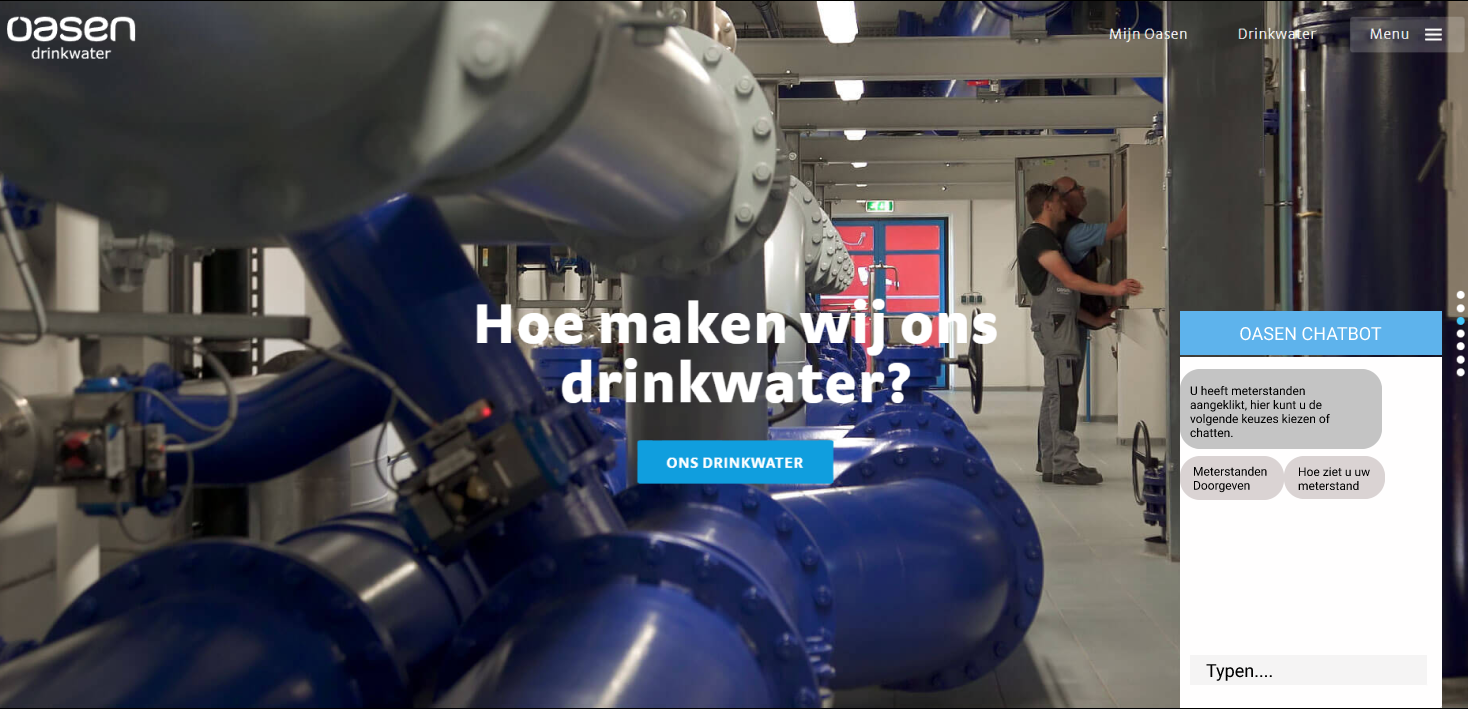 oasen
drinkwater
Mijn Oasen
Drinkwater
Menu
Hoe maken wij ons
drinkwater?
ONS DRINKWATER
OASEN CHATBOT
U heeft meterstanden
aangeklikt, hier kunt u de
volgende keuzes kiezen of
chatten.
Meterstanden
Doorgeven
Hoe ziet u uw
meterstand
Typen....